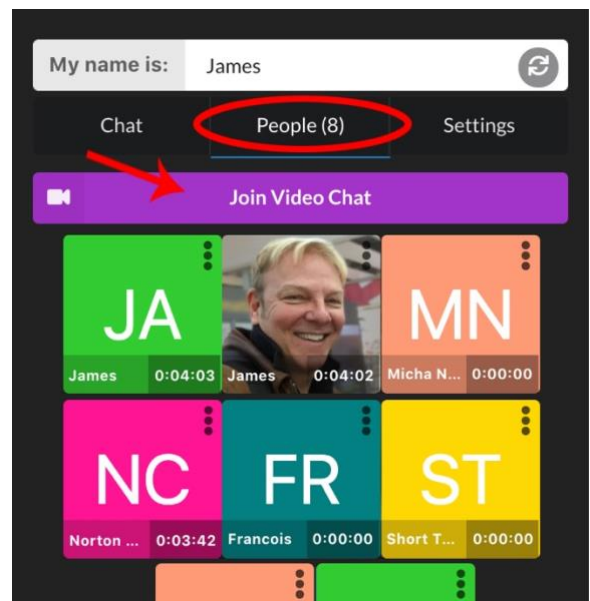 My name is: James
Chat People (8) Settings
Join Video Chat
JA MN
James 0:04:03 James 0:04:02 Micha N... 0:00:00
NC FR ST
Norton ... 0:03:42 Francois 0:00:00 Short T... 0:00:00